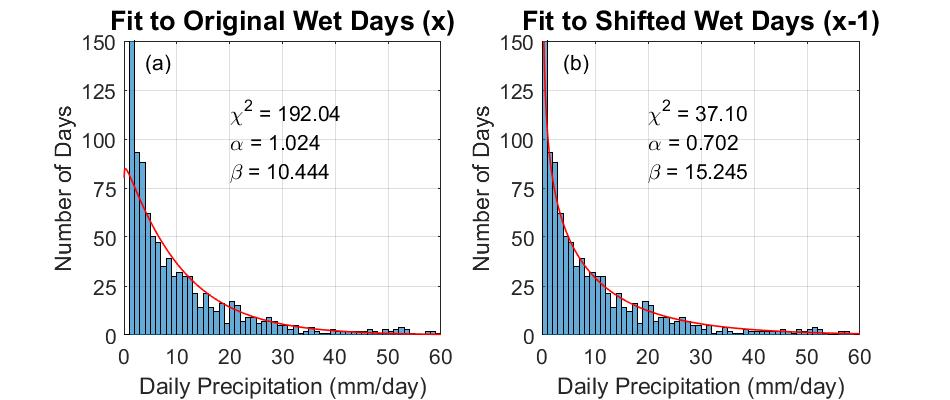 Fit to Original Wet Days (x)
(a)
χ² = 192.04
α = 1.024
β = 10.444
150
125
100
75
50
25
0
Number of Days
0 10 20 30 40 50 60
Daily Precipitation (mm/day)
Fit to Shifted Wet Days (x-1)
(b)
χ² = 37.10
α = 0.702
β = 15.245
150
125
100
75
50
25
0
Number of Days
0 10 20 30 40 50 60
Daily Precipitation (mm/day)